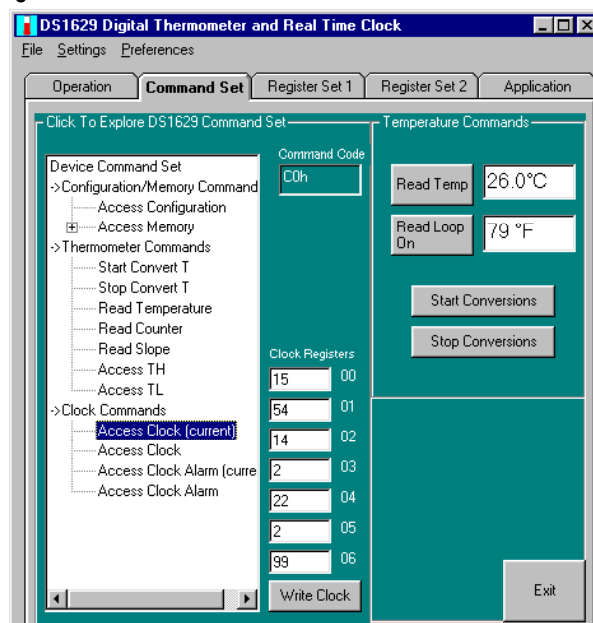 DS1629 Digital Thermometer and Real Time Clock
File Settings Preferences
Operation Command Set Register Set 1 Register Set 2 Application
Click To Explore DS1629 Command Set
Device Command Set
->Configuration/Memory Command
Access Configuration
Access Memory
->Thermometer Commands
Start Convert T
Stop Convert T
Read Temperature
Read Counter
Read Slope
Access TH
Access TL
->Clock Commands
Access Clock (current)
Access Clock
Access Clock Alarm (curre
Access Clock Alarm
Command Code
C0h
Clock Registers
15 00
54 01
14 02
2 03
22 04
2 05
99 06
Write Clock
Temperature Commands
Read Temp 26.0°C
Read Loop
On
79 °F
Start Conversions
Stop Conversions
Exit